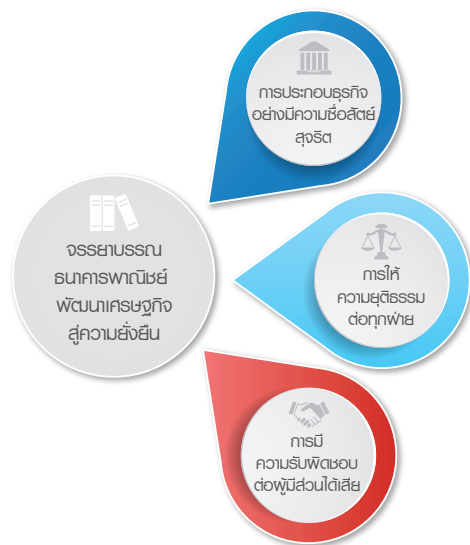 การประกอบธุรกิจ
อย่างมีความซื่อสัตย์
สุจริต
จรรยาบรรณ
ธนาคารพาณิชย์
พัฒนาเศรษฐกิจ
สู่ความยั่งยืน
การให้
ความยุติธรรม
ต่อทุกฝ่าย
การมี
ความรับผิดชอบ
ต่อผู้มีส่วนได้เสีย